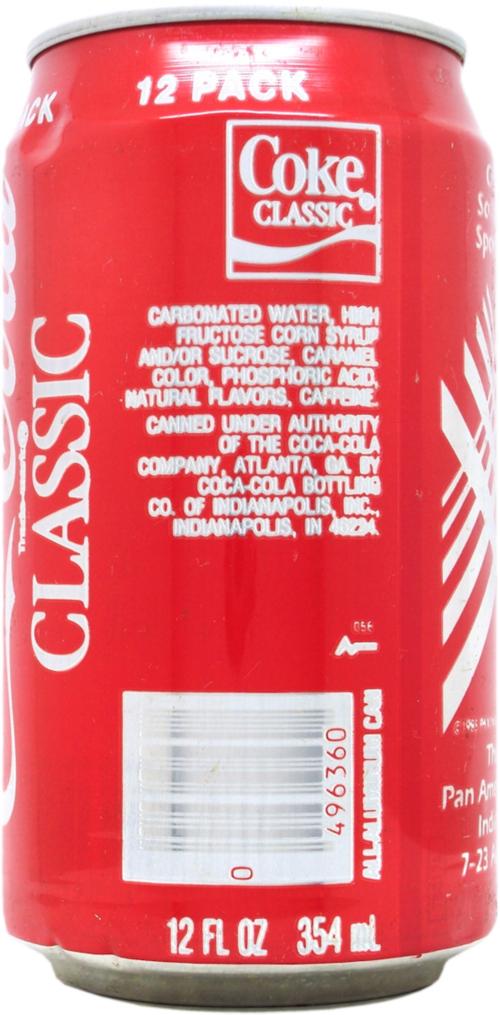 12 PACK
Coke
CLASSIC
CARBONATED WATER, HIGH
FRUCTOSE CORN SYRUP
AND/OR SUCROSE, CARAMEL
COLOR, PHOSPHORIC ACID,
NATURAL FLAVORS, CAFFEINE.
CANNED UNDER AUTHORITY
OF THE COCA-COLA
COMPANY, ATLANTA, GA. BY
COCA-COLA BOTTLING
CO. OF INDIANAPOLIS, INC.,
INDIANAPOLIS, IN 46234.
CLASSIC
Trademark®
056
0 496360
ALL ALUMINUM CAN
12 FL OZ 354 mL
Pan Am
7-23